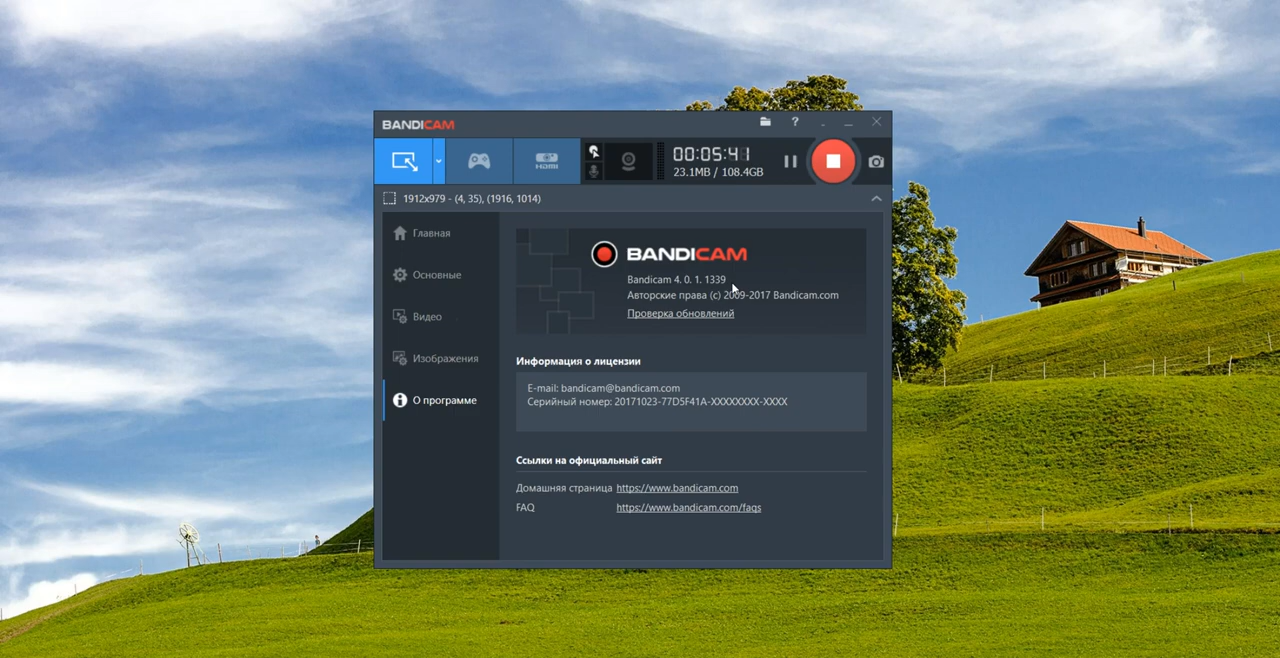 BANDICAM
?
HDMI
00:05:41
23.1MB / 108.4GB
1912x979 - (4, 35), (1916, 1014)
Главная
Основные
Видео
Изображения
О программе
BANDICAM
Bandicam 4. 0. 1. 1339
Авторские права (c) 2009-2017 Bandicam.com
Проверка обновлений
Информация о лицензии
E-mail: bandicam@bandicam.com
Серийный номер: 20171023-77D5F41A-XXXXXXXX-XXXX
Ссылки на официальный сайт
Домашняя страница https://www.bandicam.com
FAQ https://www.bandicam.com/faqs